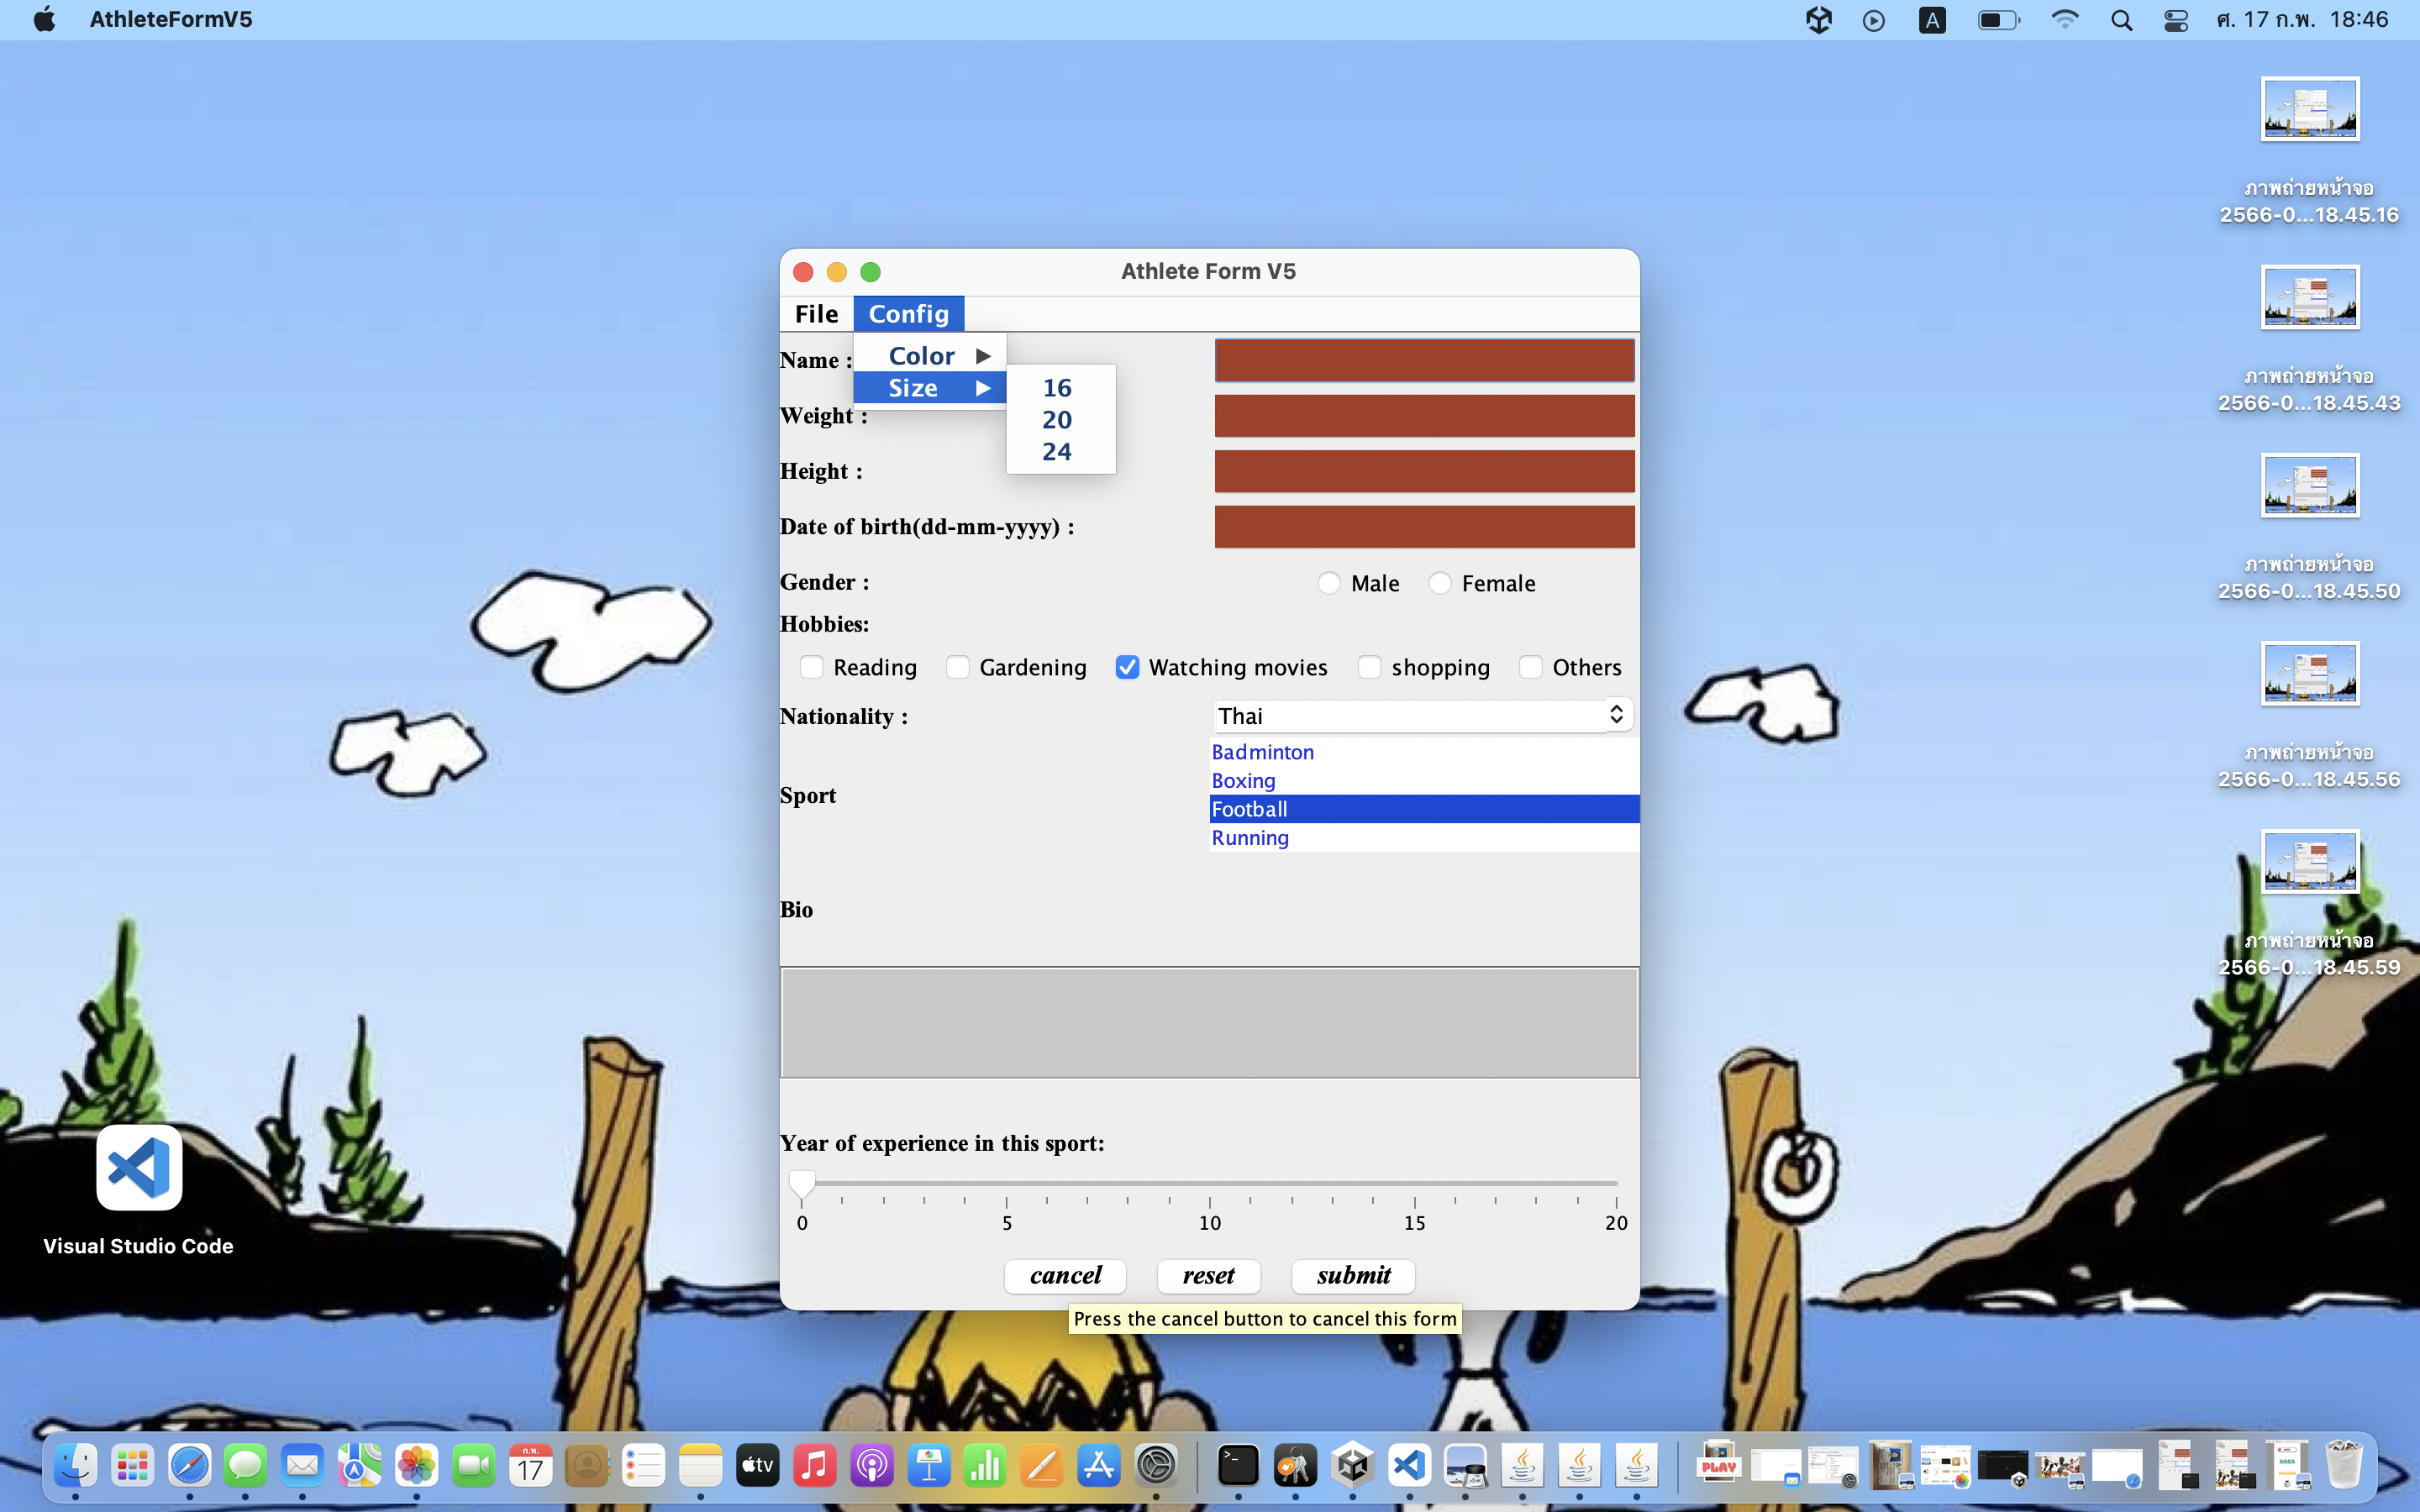 AthleteFormV5
A
ศ. 17 ก.พ. 18:46
ภาพถ่ายหน้าจอ
2566-0...18.45.16
ภาพถ่ายหน้าจอ
2566-0...18.45.43
ภาพถ่ายหน้าจอ
2566-0...18.45.50
ภาพถ่ายหน้าจอ
2566-0...18.45.56
ภาพถ่ายหน้าจอ
2566-0...18.45.59
Athlete Form V5
File Config
Color
Size
16
20
24
Name :
Weight :
Height :
Date of birth(dd-mm-yyyy) :
Gender : Male Female
Hobbies:
Reading Gardening Watching movies shopping Others
Nationality : Thai
Badminton
Boxing
Sport
Football
Running
Bio
Year of experience in this sport:
0 5 10 15 20
cancel reset submit
Press the cancel button to cancel this form
Visual Studio Code
ก.พ.
17
tv
PLAY